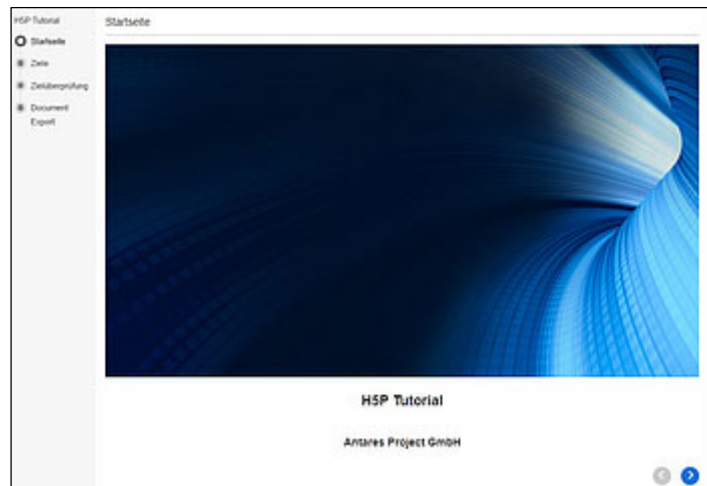 H5P Tutorial
Startseite
Ziele
Zielüberprüfung
Document
Export
Startseite
H5P Tutorial
Antares Project GmbH